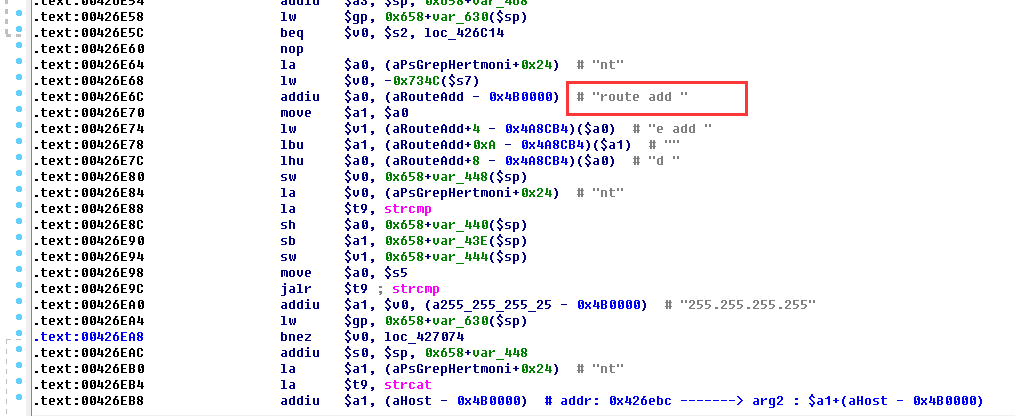 .text:00426E54 addiu $a3, $sp, 0x658+var_468
.text:00426E58 lw $gp, 0x658+var_630($sp)
.text:00426E5C beq $v0, $s2, loc_426C14
.text:00426E60 nop
.text:00426E64 la $a0, (aPsGrepHertmoni+0x24) # "nt"
.text:00426E68 lw $v0, -0x734C($s7)
.text:00426E6C addiu $a0, (aRouteAdd - 0x4B0000) # "route add "
.text:00426E70 move $a1, $a0
.text:00426E74 lw $v1, (aRouteAdd+4 - 0x4A8CB4)($a0) # "e add "
.text:00426E78 lbu $a1, (aRouteAdd+0xA - 0x4A8CB4)($a1) # ""
.text:00426E7C lhu $a0, (aRouteAdd+8 - 0x4A8CB4)($a0) # "d "
.text:00426E80 sw $v0, 0x658+var_448($sp)
.text:00426E84 la $v0, (aPsGrepHertmoni+0x24) # "nt"
.text:00426E88 la $t9, strcmp
.text:00426E8C sh $a0, 0x658+var_440($sp)
.text:00426E90 sb $a1, 0x658+var_43E($sp)
.text:00426E94 sw $v1, 0x658+var_444($sp)
.text:00426E98 move $a0, $s5
.text:00426E9C jalr $t9 ; strcmp
.text:00426EA0 addiu $a1, $v0, (a255_255_255_25 - 0x4B0000) # "255.255.255.255"
.text:00426EA4 lw $gp, 0x658+var_630($sp)
.text:00426EA8 bnez $v0, loc_427074
.text:00426EAC addiu $s0, $sp, 0x658+var_448
.text:00426EB0 la $a1, (aPsGrepHertmoni+0x24) # "nt"
.text:00426EB4 la $t9, strcat
.text:00426EB8 addiu $a1, (aHost - 0x4B0000) # addr: 0x426ebc -------> arg2 : $a1+(aHost - 0x4B0000)